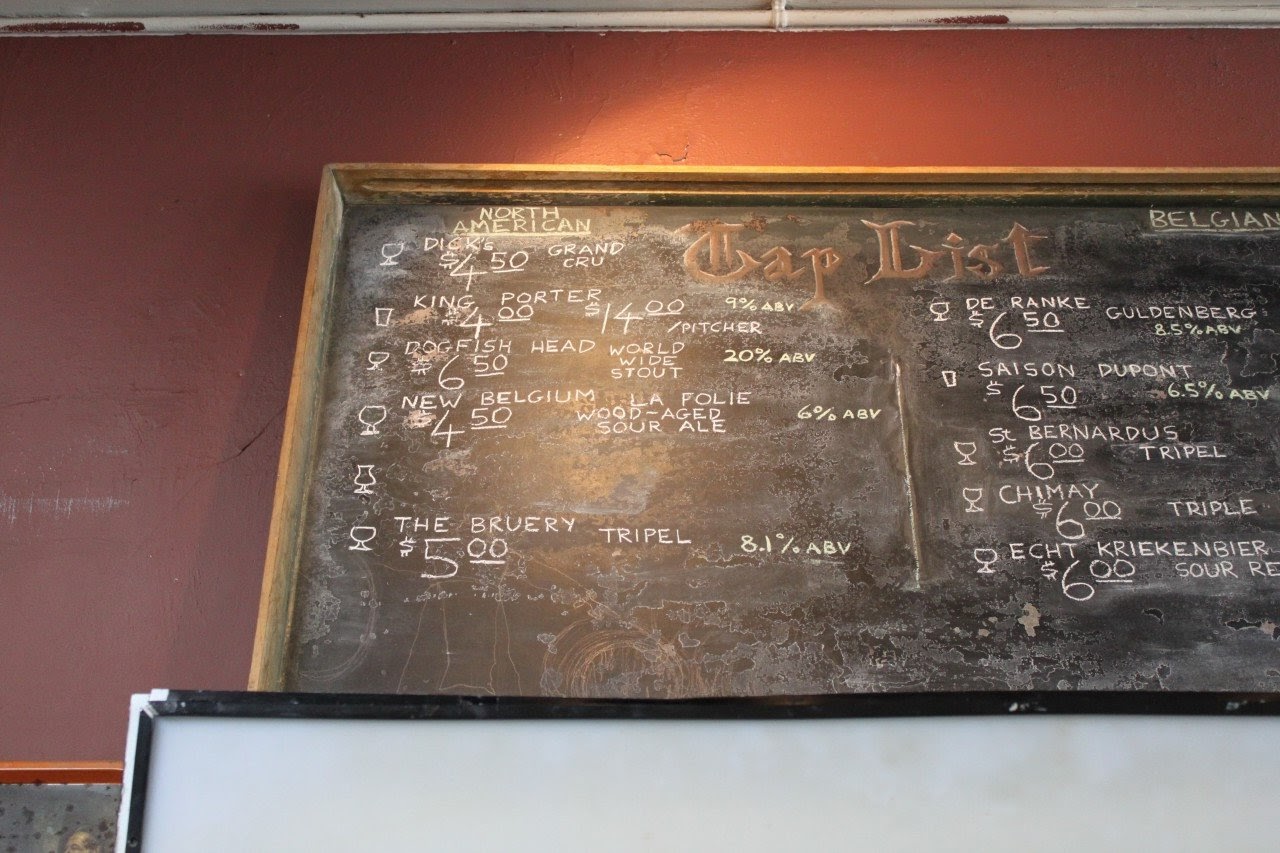 Tap List
NORTH
AMERICAN
DICK's GRAND
$4.50 CRU
KING PORTER 9% ABV
$4.00 $14.00 /PITCHER
DOGFISH HEAD WORLD
$6.50 WIDE 20% ABV
STOUT
NEW BELGIUM LA FOLIE
$4.50 WOOD-AGED 6% ABV
SOUR ALE
THE BRUERY TRIPEL 8.1% ABV
$5.00
BELGIAN
DE RANKE GULDENBERG
$6.50 8.5% ABV
SAISON DUPONT
$6.50 6.5% ABV
St BERNARDUS
$6.00 TRIPEL
CHIMAY
$6.00 TRIPLE
ECHT KRIEKENBIER
$6.00 SOUR